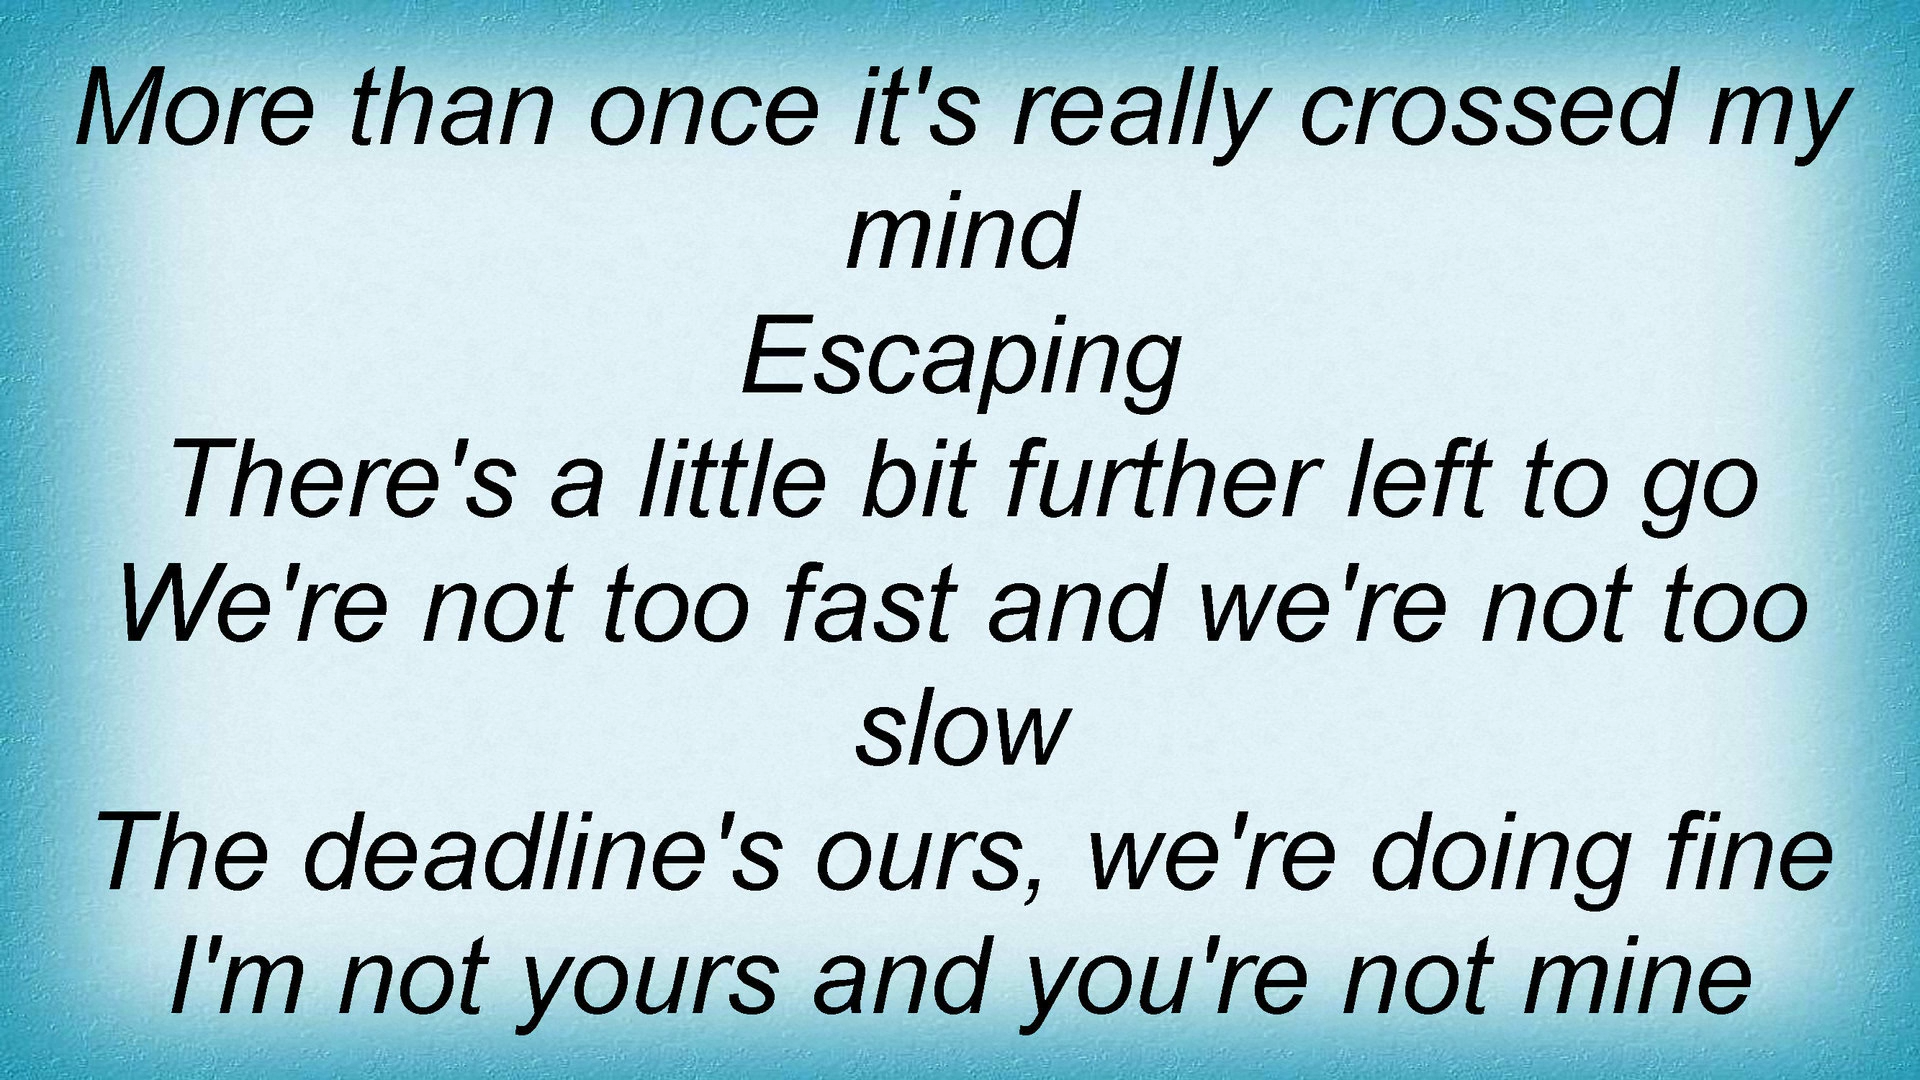 More than once it's really crossed my
mind
Escaping
There's a little bit further left to go
We're not too fast and we're not too
slow
The deadline's ours, we're doing fine
I'm not yours and you're not mine